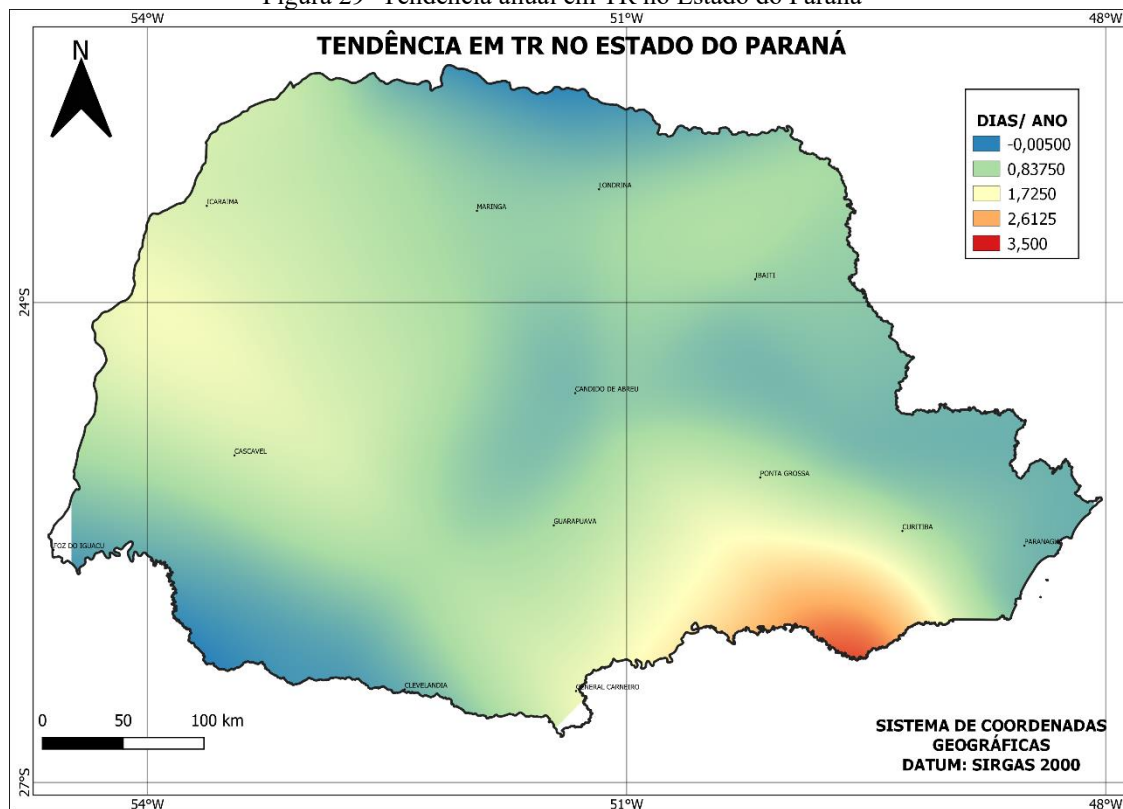 Figura 29- Tendência anual em TR no Estado do Paraná
54°W 51°W 48°W
TENDÊNCIA EM TR NO ESTADO DO PARANÁ
N
DIAS/ ANO
-0,00500
0,83750
1,7250
2,6125
3,500
ICARAIMA
MARINGA
LONDRINA
IBAITI
24°S
CANDIDO DE ABREU
CASCAVEL
PONTA GROSSA
GUARAPUAVA
CURITIBA
FOZ DO IGUACU
PARANAGU
CLEVELANDIA
GENERAL CARNEIRO
0 50 100 km
SISTEMA DE COORDENADAS
GEOGRÁFICAS
DATUM: SIRGAS 2000
27°S
54°W 51°W 48°W